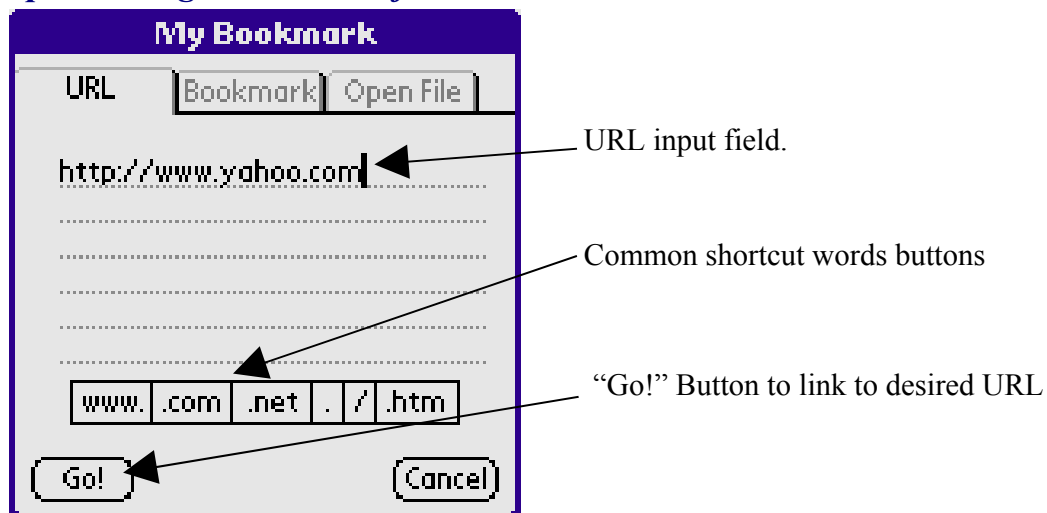 My Bookmark
URL Bookmark Open File
http://www.yahoo.com
URL input field.
Common shortcut words buttons
www. .com .net . / .htm
“Go!” Button to link to desired URL
Go! Cancel